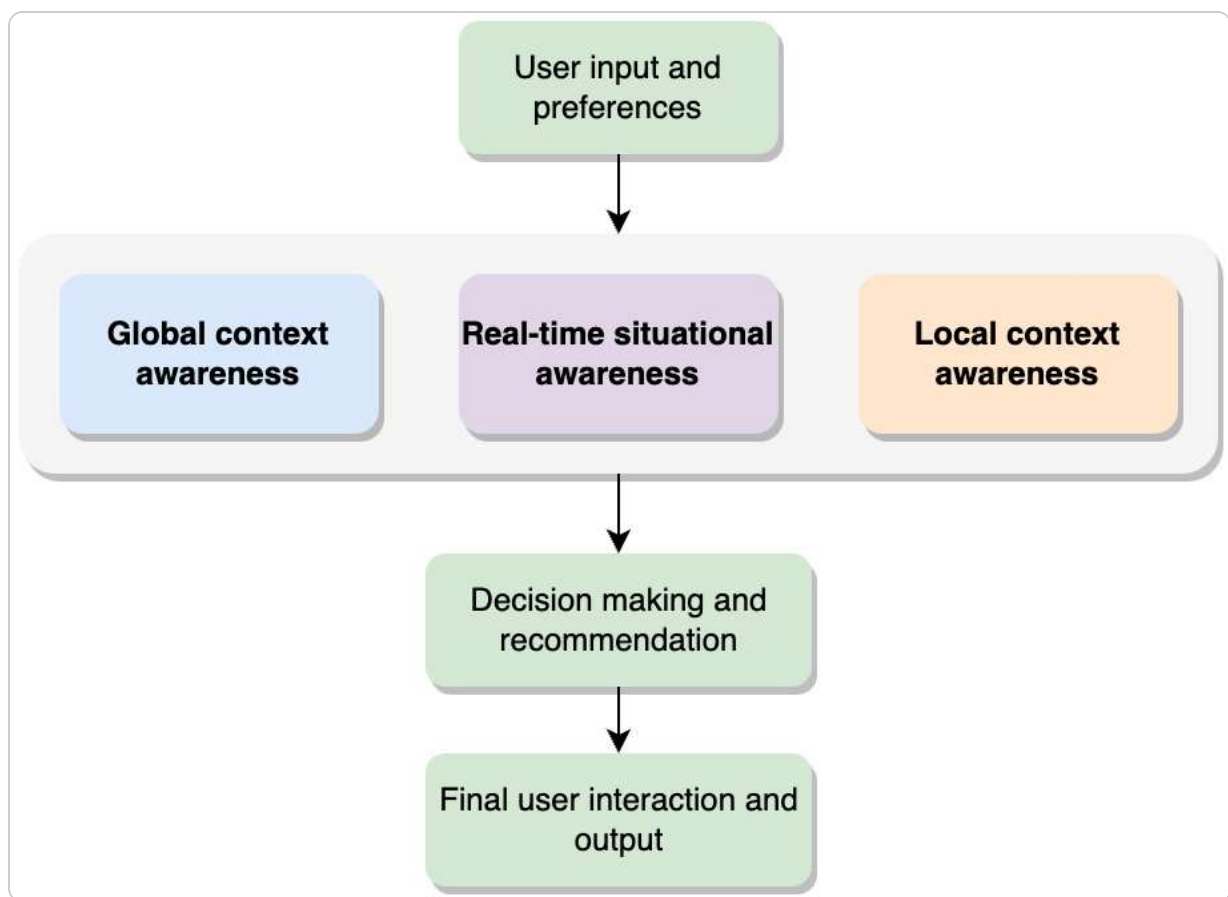 User input and
preferences
Global context
awareness
Real-time situational
awareness
Local context
awareness
Decision making and
recommendation
Final user interaction and
output